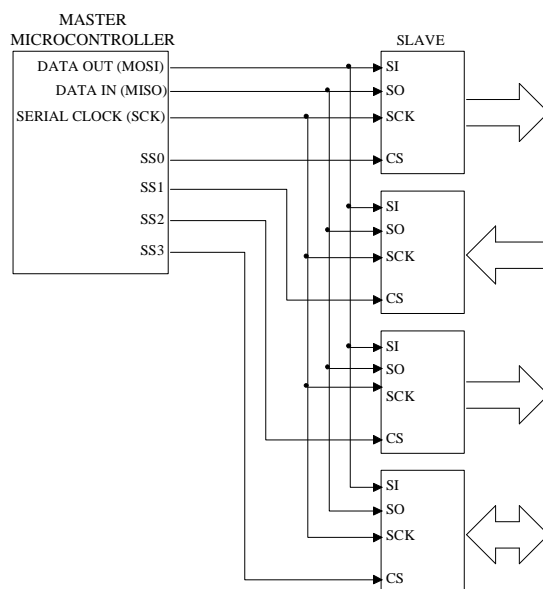 MASTER
MICROCONTROLLER
DATA OUT (MOSI)
DATA IN (MISO)
SERIAL CLOCK (SCK)
SS0
SS1
SS2
SS3
SLAVE
SI
SO
SCK
CS
SI
SO
SCK
CS
SI
SO
SCK
CS
SI
SO
SCK
CS